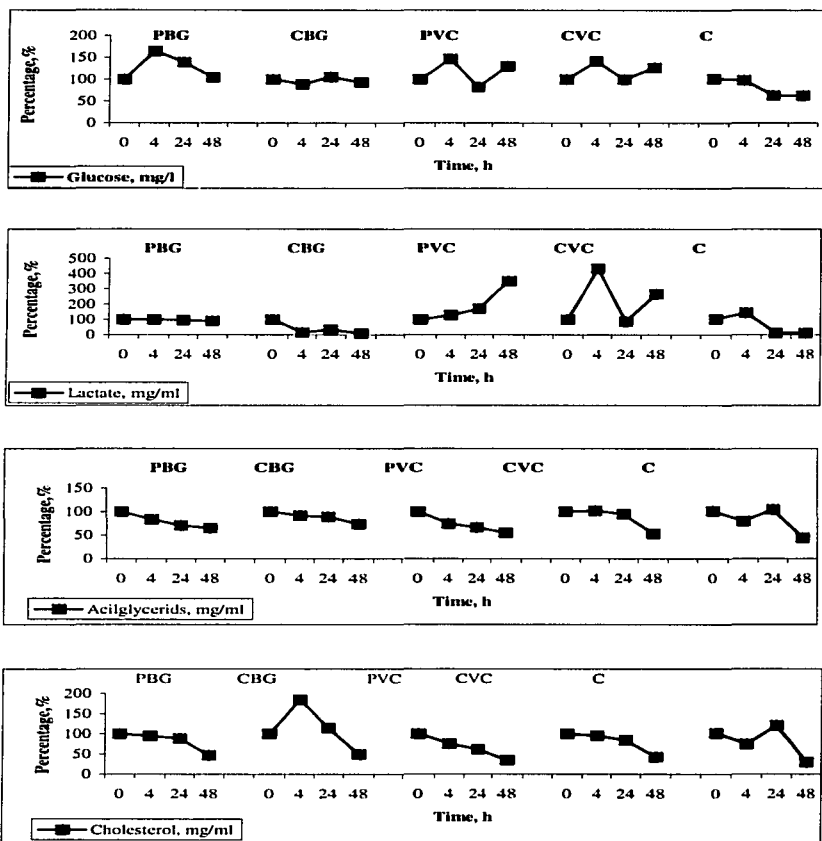 PBG CBG PVC CVC C
Percentage,%
200
150
100
50
0
0 4 24 48 0 4 24 48 0 4 24 48 0 4 24 48 0 4 24 48
Time, h
Glucose, mg/l
PBG CBG PVC CVC C
Percentage,%
500
400
300
200
100
0
0 4 24 48 0 4 24 48 0 4 24 48 0 4 24 48 0 4 24 48
Time, h
Lactate, mg/ml
PBG CBG PVC CVC C
Percentage,%
150
100
50
0
0 4 24 48 0 4 24 48 0 4 24 48 0 4 24 48 0 4 24 48
Time, h
Acilglycerids, mg/ml
PBG CBG PVC CVC C
Percentage,%
200
150
100
50
0
0 4 24 48 0 4 24 48 0 4 24 48 0 4 24 48 0 4 24 48
Time, h
Cholesterol, mg/ml